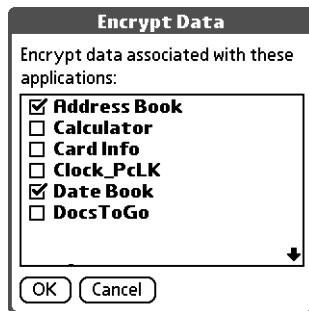 Encrypt Data
Encrypt data associated with these
applications:
Address Book
Calculator
Card Info
Clock_PcLK
Date Book
DocsToGo
OK Cancel